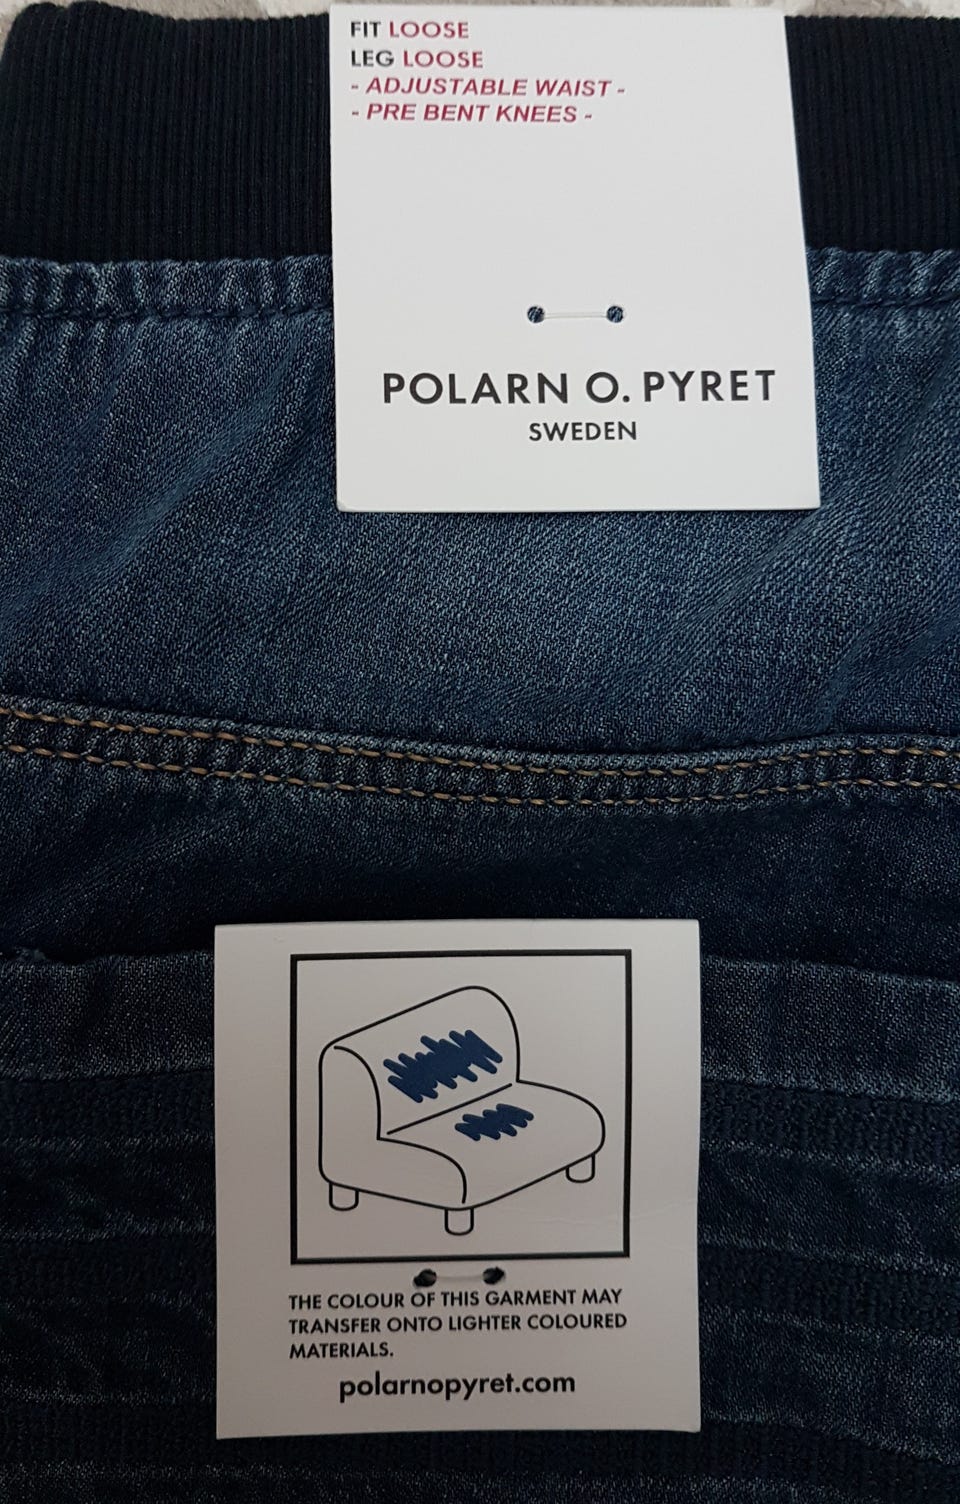 FIT LOOSE
LEG LOOSE
- ADJUSTABLE WAIST -
- PRE BENT KNEES -
POLARN O. PYRET
SWEDEN
THE COLOUR OF THIS GARMENT MAY
TRANSFER ONTO LIGHTER COLOURED
MATERIALS.
polarnopyret.com